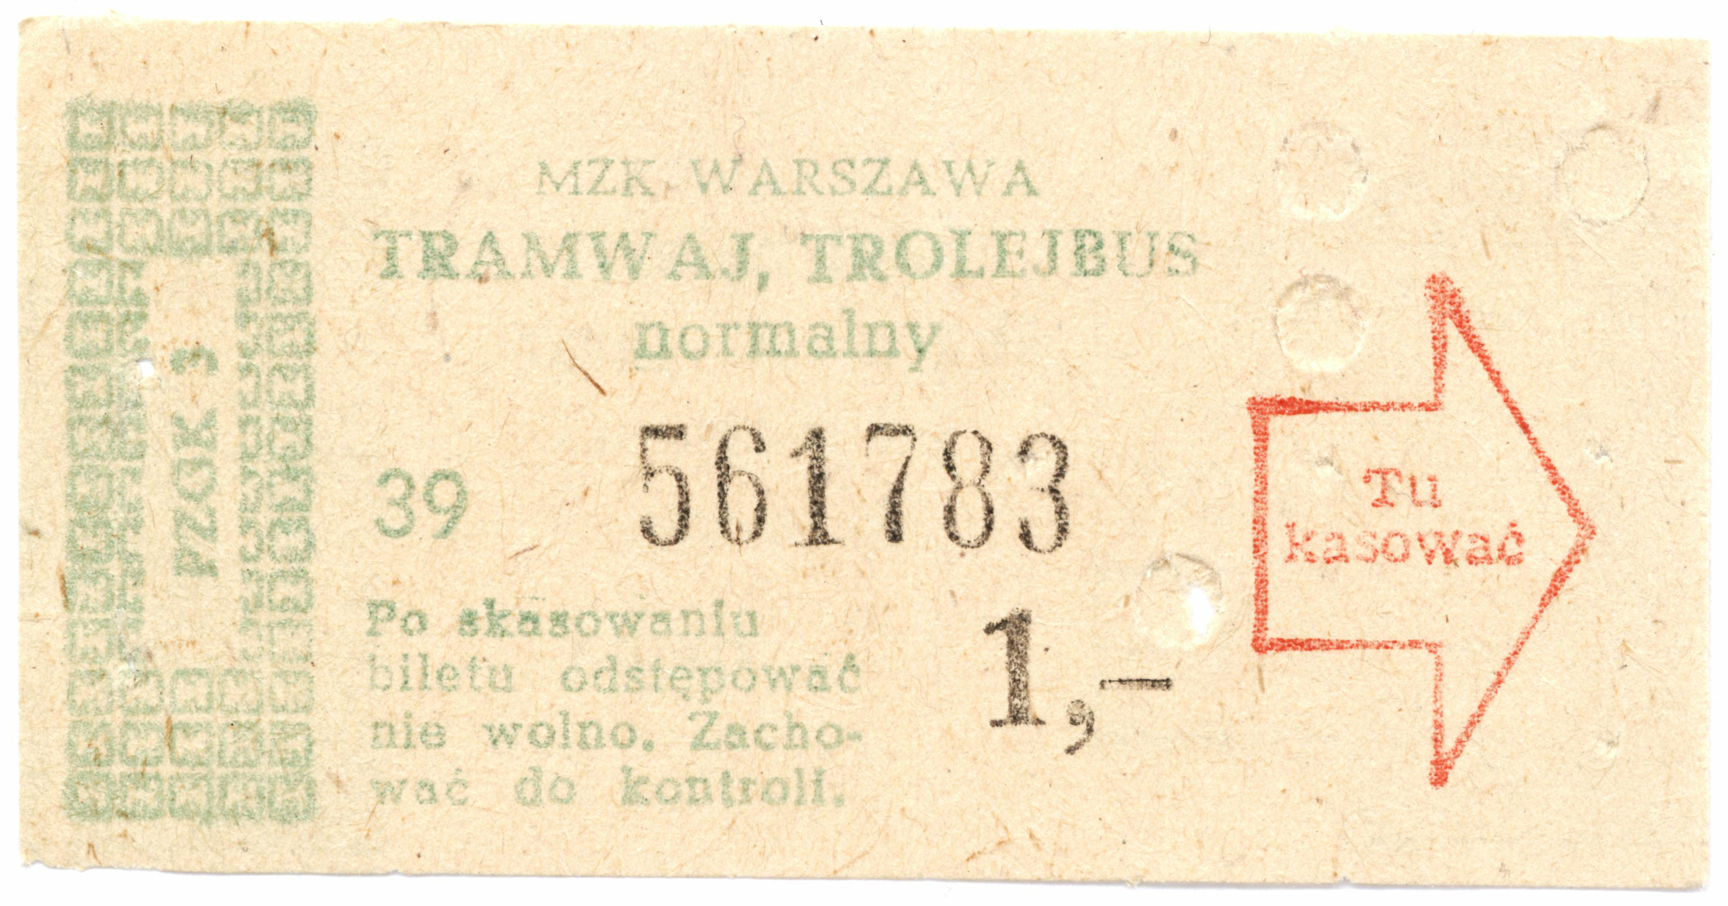 MZK WARSZAWA
TRAMWAJ, TROLEJBUS
normalny
PZGK 3
39 561783
Po skasowaniu
biletu odstępować
nie wolno. Zacho-
wać do kontroli.
1,—
Tu
kasować